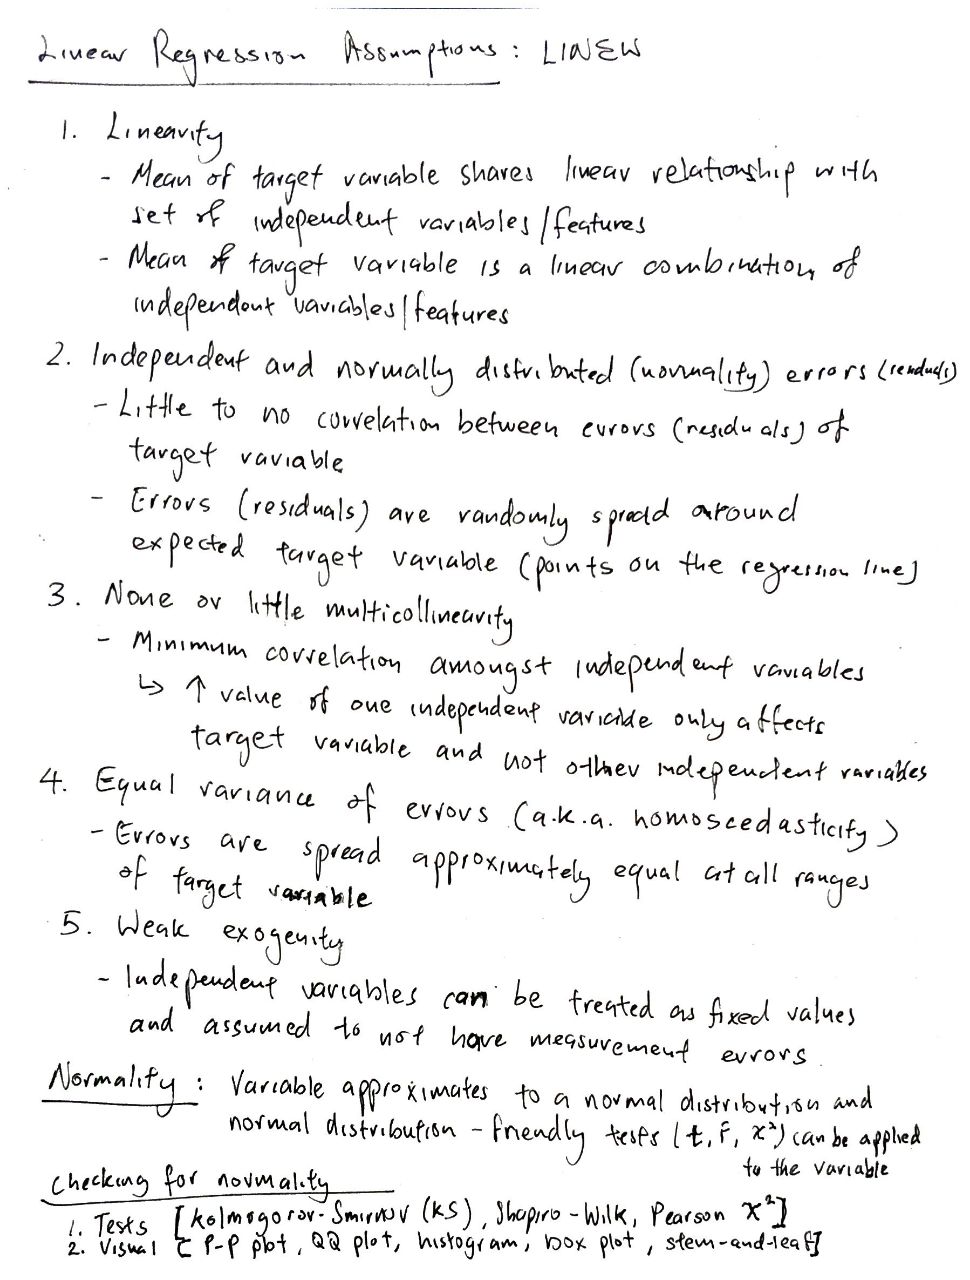 Linear Regression Assumptions: LINEW
1. Linearity
- Mean of target variable shares linear relationship with
set of independent variables/features
- Mean of target variable is a linear combination of
independent variables/features
2. Independent and normally distributed (normality) errors (residuals)
- Little to no correlation between errors (residuals) of
target variable
- Errors (residuals) are randomly spread around
expected target variable (points on the regression line)
3. None or little multicollinearity
- Minimum correlation amongst independent variables
↳ ↑ value of one independent variable only affects
target variable and not other independent variables
4. Equal variance of errors (a.k.a. homoscedasticity)
- Errors are spread approximately equal at all ranges
of target variable
5. Weak exogenity
- Independent variables can be treated as fixed values
and assumed to not have measurement errors.
Normality: Variable approximates to a normal distribution and
normal distribution - friendly tests (t, F, χ²) can be applied
to the variable
Checking for normality
1. Tests [Kolmogorov-Smirnov (KS), Shapiro-Wilk, Pearson χ²]
2. Visual [P-P plot, QQ plot, histogram, box plot, stem-and-leaf]